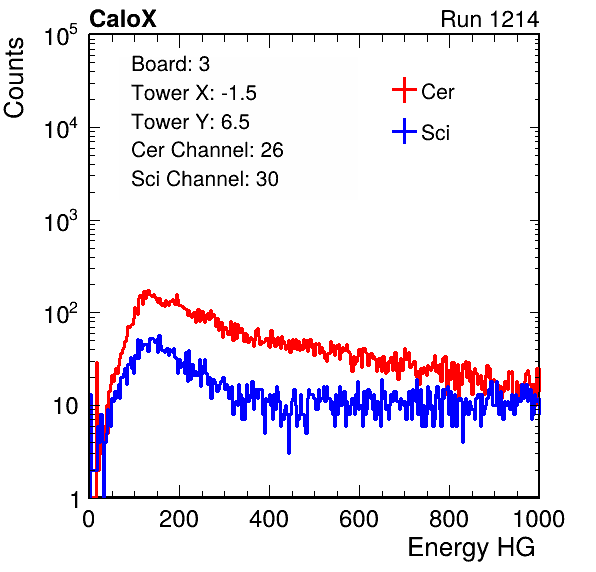 CaloX Run 1214
Counts
10^5
10^4
10^3
10^2
10
1
Board: 3
Tower X: -1.5
Tower Y: 6.5
Cer Channel: 26
Sci Channel: 30
Cer
Sci
0 200 400 600 800 1000
Energy HG